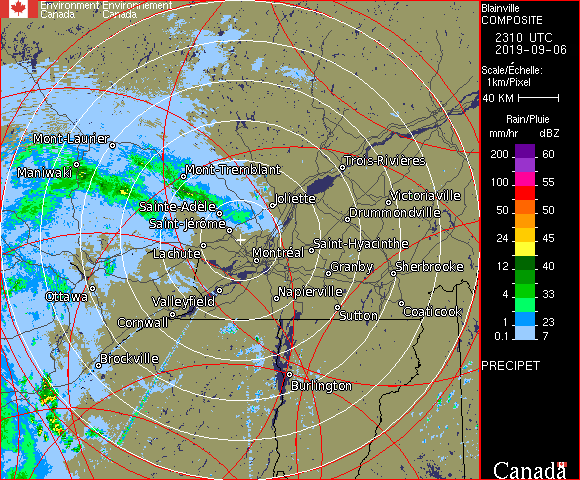 Environment Environnement
Canada Canada
Blainville
COMPOSITE
2310 UTC
2019-09-06
Scale/Échelle:
1km/Pixel
40 KM
Rain/Pluie
mm/hr dBZ
200 60
100 55
50 50
24 45
12 40
4 33
1 23
0.1 7
PRECIPET
Canada
Mont-Laurier
Maniwaki
Mont-Tremblant
Trois-Rivières
Joliette
Victoriaville
Sainte-Adèle
Drummondville
Saint-Jérôme
Lachute
Saint-Hyacinthe
Montréal
Granby
Sherbrooke
Ottawa
Valleyfield
Napierville
Cornwall
Sutton
Coaticook
Brockville
Burlington